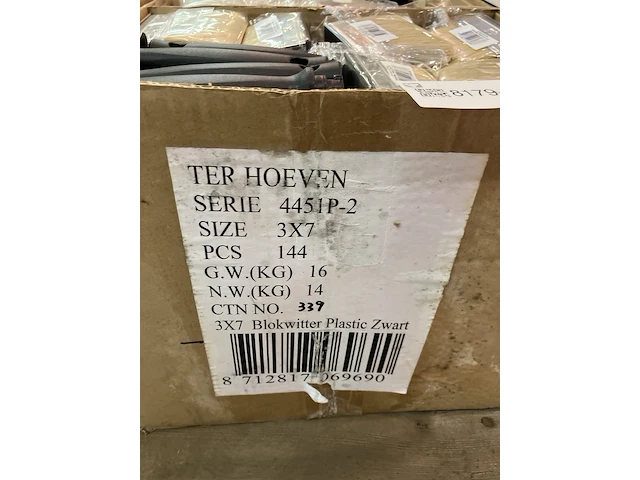 8179
TER HOEVEN
SERIE 4451P-2
SIZE 3X7
PCS 144
G.W.(KG) 16
N.W.(KG) 14
CTN NO. 339
3X7 Blokwitter Plastic Zwart
8 712817 069690